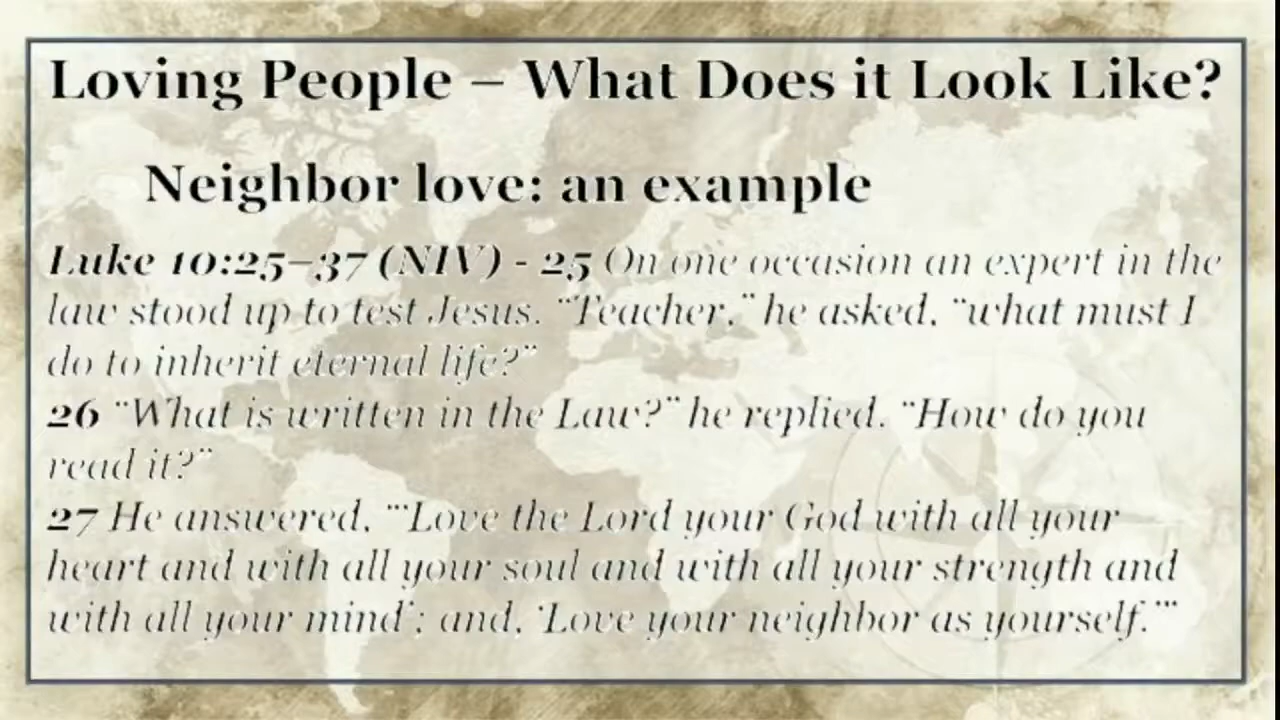 Loving People – What Does it Look Like?
Neighbor love: an example
Luke 10:25–37 (NIV) - 25 On one occasion an expert in the
law stood up to test Jesus. “Teacher,” he asked, “what must I
do to inherit eternal life?”
26 “What is written in the Law?” he replied. “How do you
read it?”
27 He answered, “‘Love the Lord your God with all your
heart and with all your soul and with all your strength and
with all your mind’; and, ‘Love your neighbor as yourself.’”